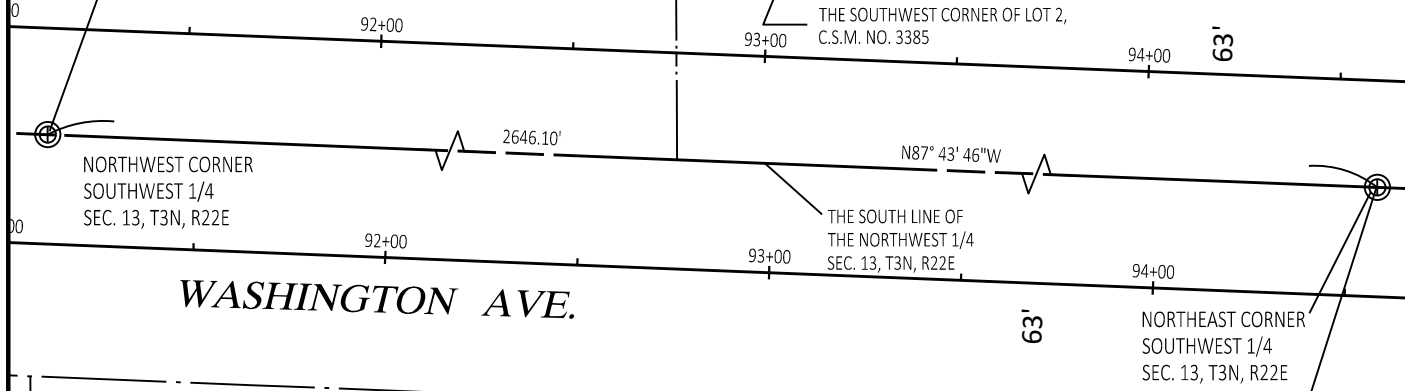 THE SOUTHWEST CORNER OF LOT 2,
C.S.M. NO. 3385
92+00
93+00
94+00
63'
2646.10'
N87° 43' 46"W
NORTHWEST CORNER
SOUTHWEST 1/4
SEC. 13, T3N, R22E
THE SOUTH LINE OF
THE NORTHWEST 1/4
SEC. 13, T3N, R22E
92+00
93+00
94+00
WASHINGTON AVE.
63'
NORTHEAST CORNER
SOUTHWEST 1/4
SEC. 13, T3N, R22E